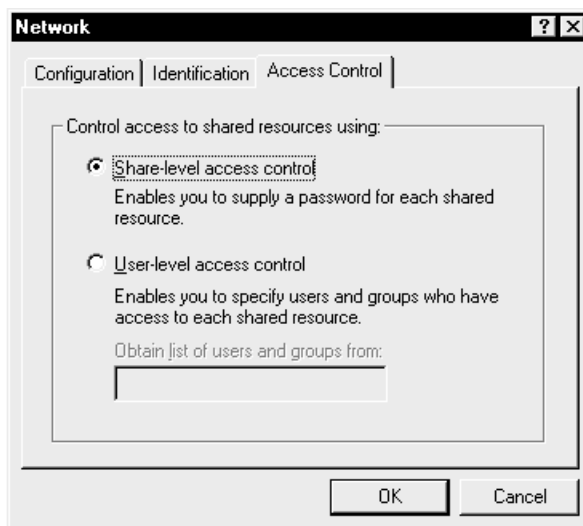 Network
Configuration Identification Access Control
Control access to shared resources using:
Share-level access control
Enables you to supply a password for each shared
resource.
User-level access control
Enables you to specify users and groups who have
access to each shared resource.
Obtain list of users and groups from:
OK Cancel